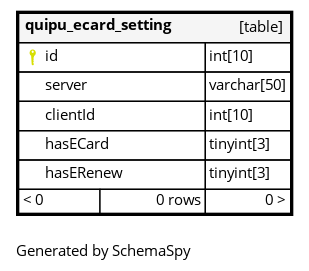 quipu_ecard_setting [table]
id int[10]
server varchar[50]
clientId int[10]
hasECard tinyint[3]
hasERenew tinyint[3]
< 0 0 rows 0 >
Generated by SchemaSpy